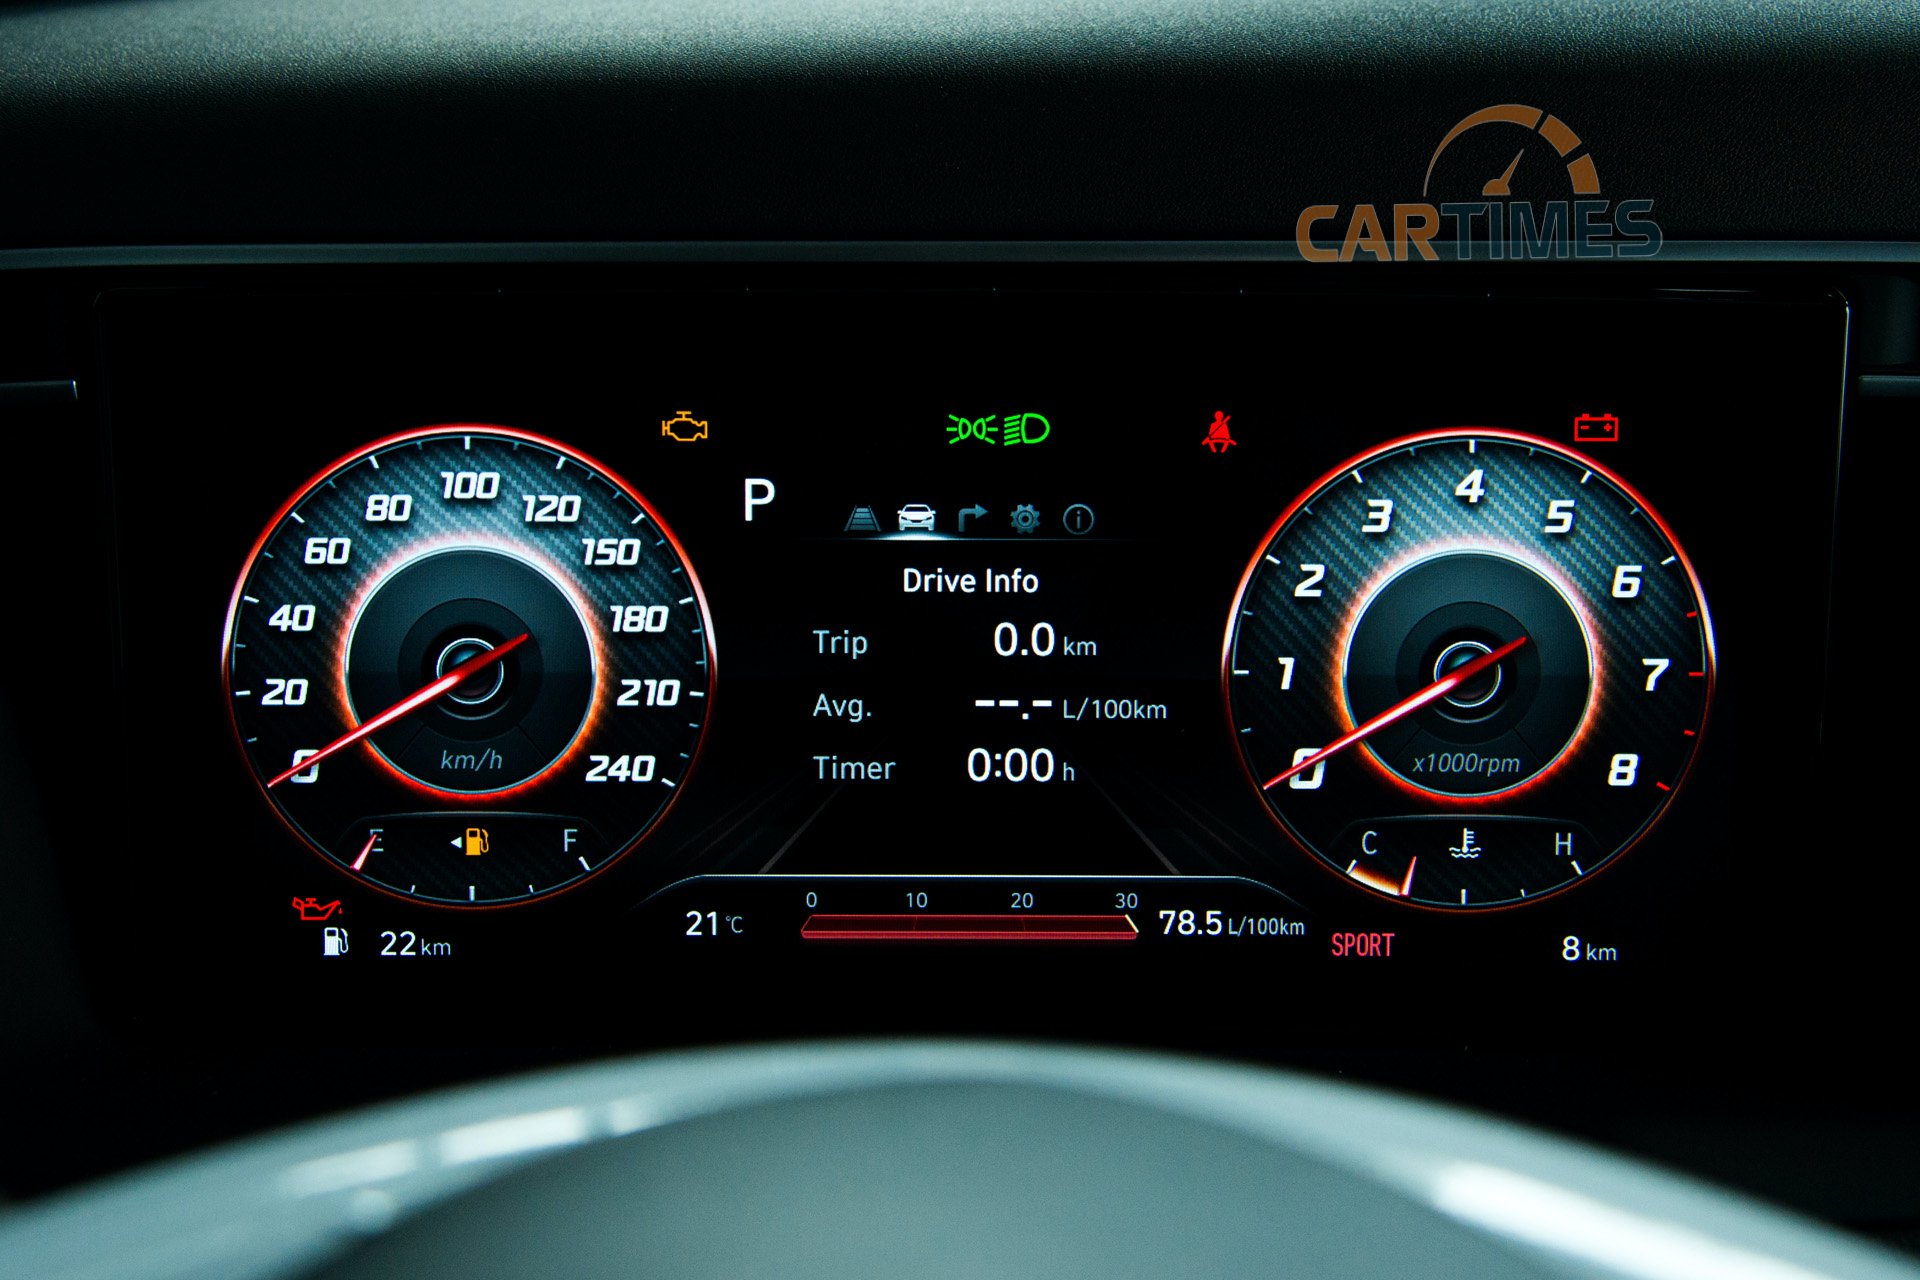 CARTIMES
P
Drive Info
Trip 0.0 km
Avg. --.- L/100km
Timer 0:00 h
0 20 40 60 80 100 120 150 180 210 240
km/h
E F
22 km
21 °C
0 10 20 30
78.5 L/100km
0 1 2 3 4 5 6 7 8
x1000rpm
C H
SPORT
8 km